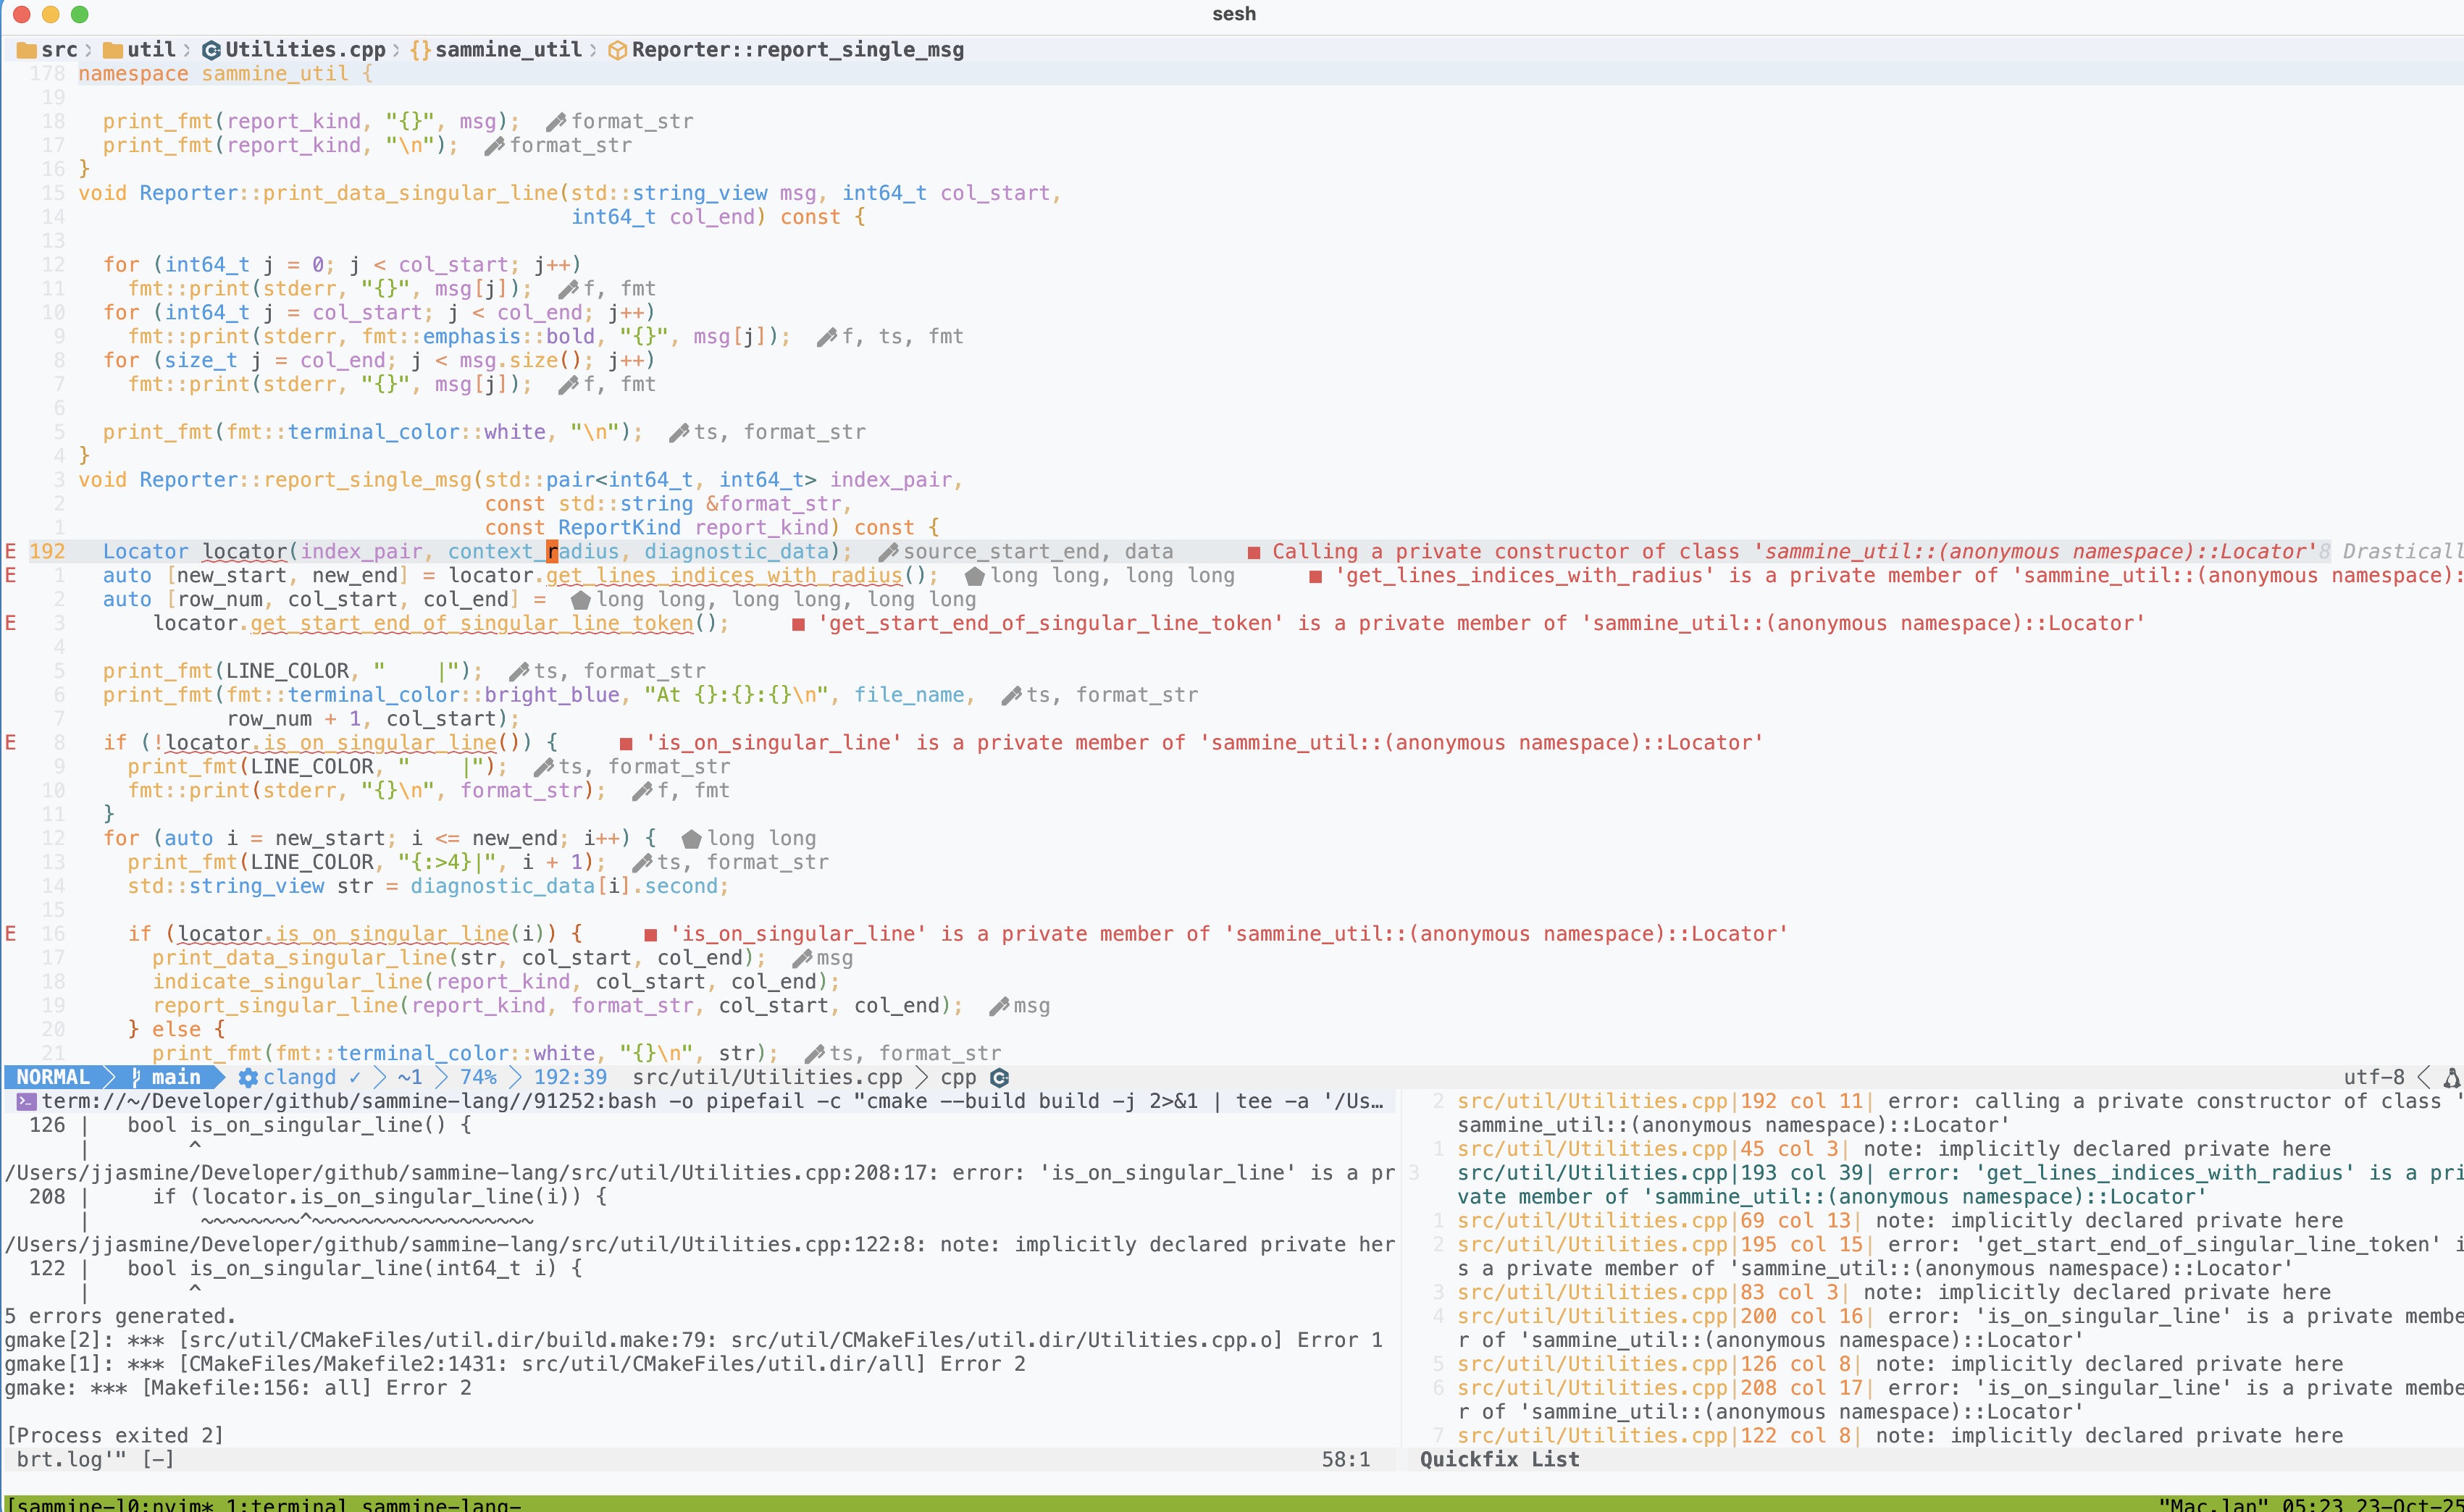 sesh
src > util > Utilities.cpp > {} sammine_util > Reporter::report_single_msg
178 namespace sammine_util {
19
18   print_fmt(report_kind, "{}", msg);  format_str
17   print_fmt(report_kind, "\n");  format_str
16 }
15 void Reporter::print_data_singular_line(std::string_view msg, int64_t col_start,
14                                         int64_t col_end) const {
13
12   for (int64_t j = 0; j < col_start; j++)
11     fmt::print(stderr, "{}", msg[j]);  f, fmt
10   for (int64_t j = col_start; j < col_end; j++)
9     fmt::print(stderr, fmt::emphasis::bold, "{}", msg[j]);  f, ts, fmt
8   for (size_t j = col_end; j < msg.size(); j++)
7     fmt::print(stderr, "{}", msg[j]);  f, fmt
6
5   print_fmt(fmt::terminal_color::white, "\n");  ts, format_str
4 }
3 void Reporter::report_single_msg(std::pair<int64_t, int64_t> index_pair,
2                                  const std::string &format_str,
1                                  const ReportKind report_kind) const {
E 192   Locator locator(index_pair, context_radius, diagnostic_data);  source_start_end, data  ■ Calling a private constructor of class 'sammine_util::(anonymous namespace)::Locator'8 Drasticall
E 1   auto [new_start, new_end] = locator.get_lines_indices_with_radius();  long long, long long  ■ 'get_lines_indices_with_radius' is a private member of 'sammine_util::(anonymous namespace):
2   auto [row_num, col_start, col_end] =  long long, long long, long long
E 3       locator.get_start_end_of_singular_line_token();  ■ 'get_start_end_of_singular_line_token' is a private member of 'sammine_util::(anonymous namespace)::Locator'
4
5   print_fmt(LINE_COLOR, "    |");  ts, format_str
6   print_fmt(fmt::terminal_color::bright_blue, "At {}:{}:{}\n", file_name,  ts, format_str
7             row_num + 1, col_start);
E 8   if (!locator.is_on_singular_line()) {  ■ 'is_on_singular_line' is a private member of 'sammine_util::(anonymous namespace)::Locator'
9     print_fmt(LINE_COLOR, "    |");  ts, format_str
10     fmt::print(stderr, "{}\n", format_str);  f, fmt
11   }
12   for (auto i = new_start; i <= new_end; i++) {  long long
13     print_fmt(LINE_COLOR, "{:>4}|", i + 1);  ts, format_str
14     std::string_view str = diagnostic_data[i].second;
15
E 16     if (locator.is_on_singular_line(i)) {  ■ 'is_on_singular_line' is a private member of 'sammine_util::(anonymous namespace)::Locator'
17       print_data_singular_line(str, col_start, col_end);  msg
18       indicate_singular_line(report_kind, col_start, col_end);
19       report_singular_line(report_kind, format_str, col_start, col_end);  msg
20     } else {
21       print_fmt(fmt::terminal_color::white, "{}\n", str);  ts, format_str
NORMAL main clangd ✓ ~1 74% 192:39 src/util/Utilities.cpp > cpp utf-8
term://~/Developer/github/sammine-lang//91252:bash -o pipefail -c "cmake --build build -j 2>&1 | tee -a '/Us…
  126 |   bool is_on_singular_line() {
      |        ^
/Users/jjasmine/Developer/github/sammine-lang/src/util/Utilities.cpp:208:17: error: 'is_on_singular_line' is a pr
  208 |     if (locator.is_on_singular_line(i)) {
      |         ~~~~~~~~^~~~~~~~~~~~~~~~~~~
/Users/jjasmine/Developer/github/sammine-lang/src/util/Utilities.cpp:122:8: note: implicitly declared private her
  122 |   bool is_on_singular_line(int64_t i) {
      |        ^
5 errors generated.
gmake[2]: *** [src/util/CMakeFiles/util.dir/build.make:79: src/util/CMakeFiles/util.dir/Utilities.cpp.o] Error 1
gmake[1]: *** [CMakeFiles/Makefile2:1431: src/util/CMakeFiles/util.dir/all] Error 2
gmake: *** [Makefile:156: all] Error 2
[Process exited 2]
brt.log'" [-] 58:1
2 src/util/Utilities.cpp|192 col 11| error: calling a private constructor of class '
sammine_util::(anonymous namespace)::Locator'
1 src/util/Utilities.cpp|45 col 3| note: implicitly declared private here
3 src/util/Utilities.cpp|193 col 39| error: 'get_lines_indices_with_radius' is a pri
vate member of 'sammine_util::(anonymous namespace)::Locator'
1 src/util/Utilities.cpp|69 col 13| note: implicitly declared private here
2 src/util/Utilities.cpp|195 col 15| error: 'get_start_end_of_singular_line_token' i
s a private member of 'sammine_util::(anonymous namespace)::Locator'
3 src/util/Utilities.cpp|83 col 3| note: implicitly declared private here
4 src/util/Utilities.cpp|200 col 16| error: 'is_on_singular_line' is a private membe
r of 'sammine_util::(anonymous namespace)::Locator'
5 src/util/Utilities.cpp|126 col 8| note: implicitly declared private here
6 src/util/Utilities.cpp|208 col 17| error: 'is_on_singular_line' is a private membe
r of 'sammine_util::(anonymous namespace)::Locator'
7 src/util/Utilities.cpp|122 col 8| note: implicitly declared private here
Quickfix List
[sammine-l0:nvim* 1:terminal sammine-lang- "Mac.lan" 05:23 23-Oct-25